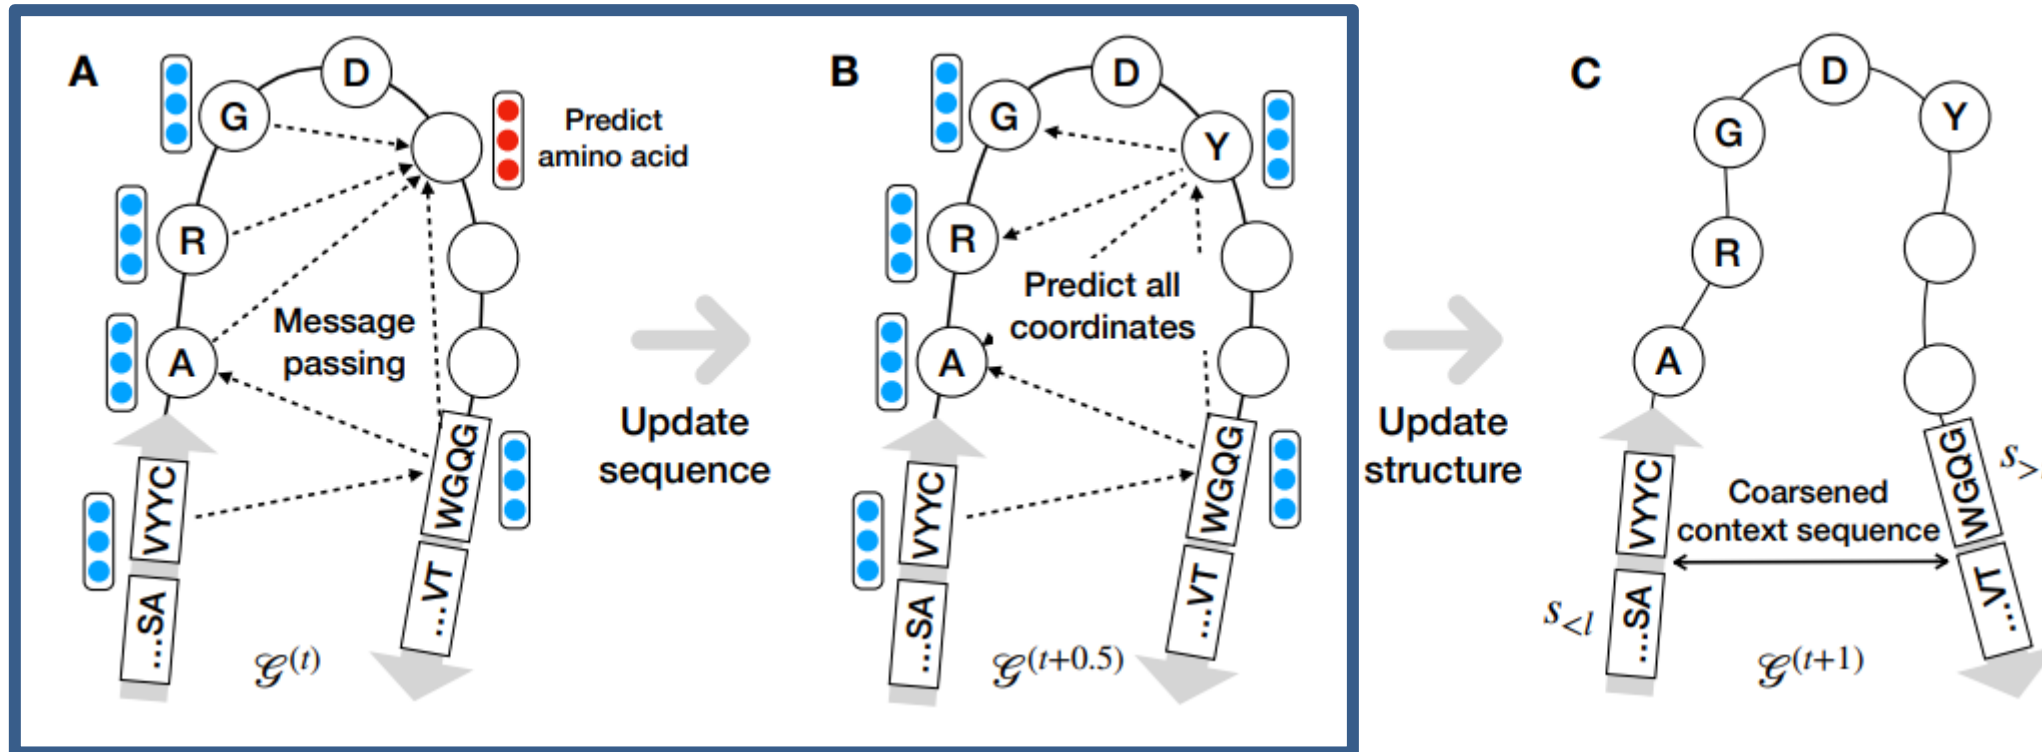 A
G
D
Predict
amino acid
R
Message
passing
A
VYYC
WGQG
...SA
...VT
𝒢(t)
Update
sequence
B
G
D
Y
R
Predict all
coordinates
A
VYYC
WGQG
...SA
...VT
𝒢(t+0.5)
Update
structure
C
G
D
Y
R
A
VYYC
WGQG
s>
Coarsened
context sequence
s<l
...SA
...VT
𝒢(t+1)